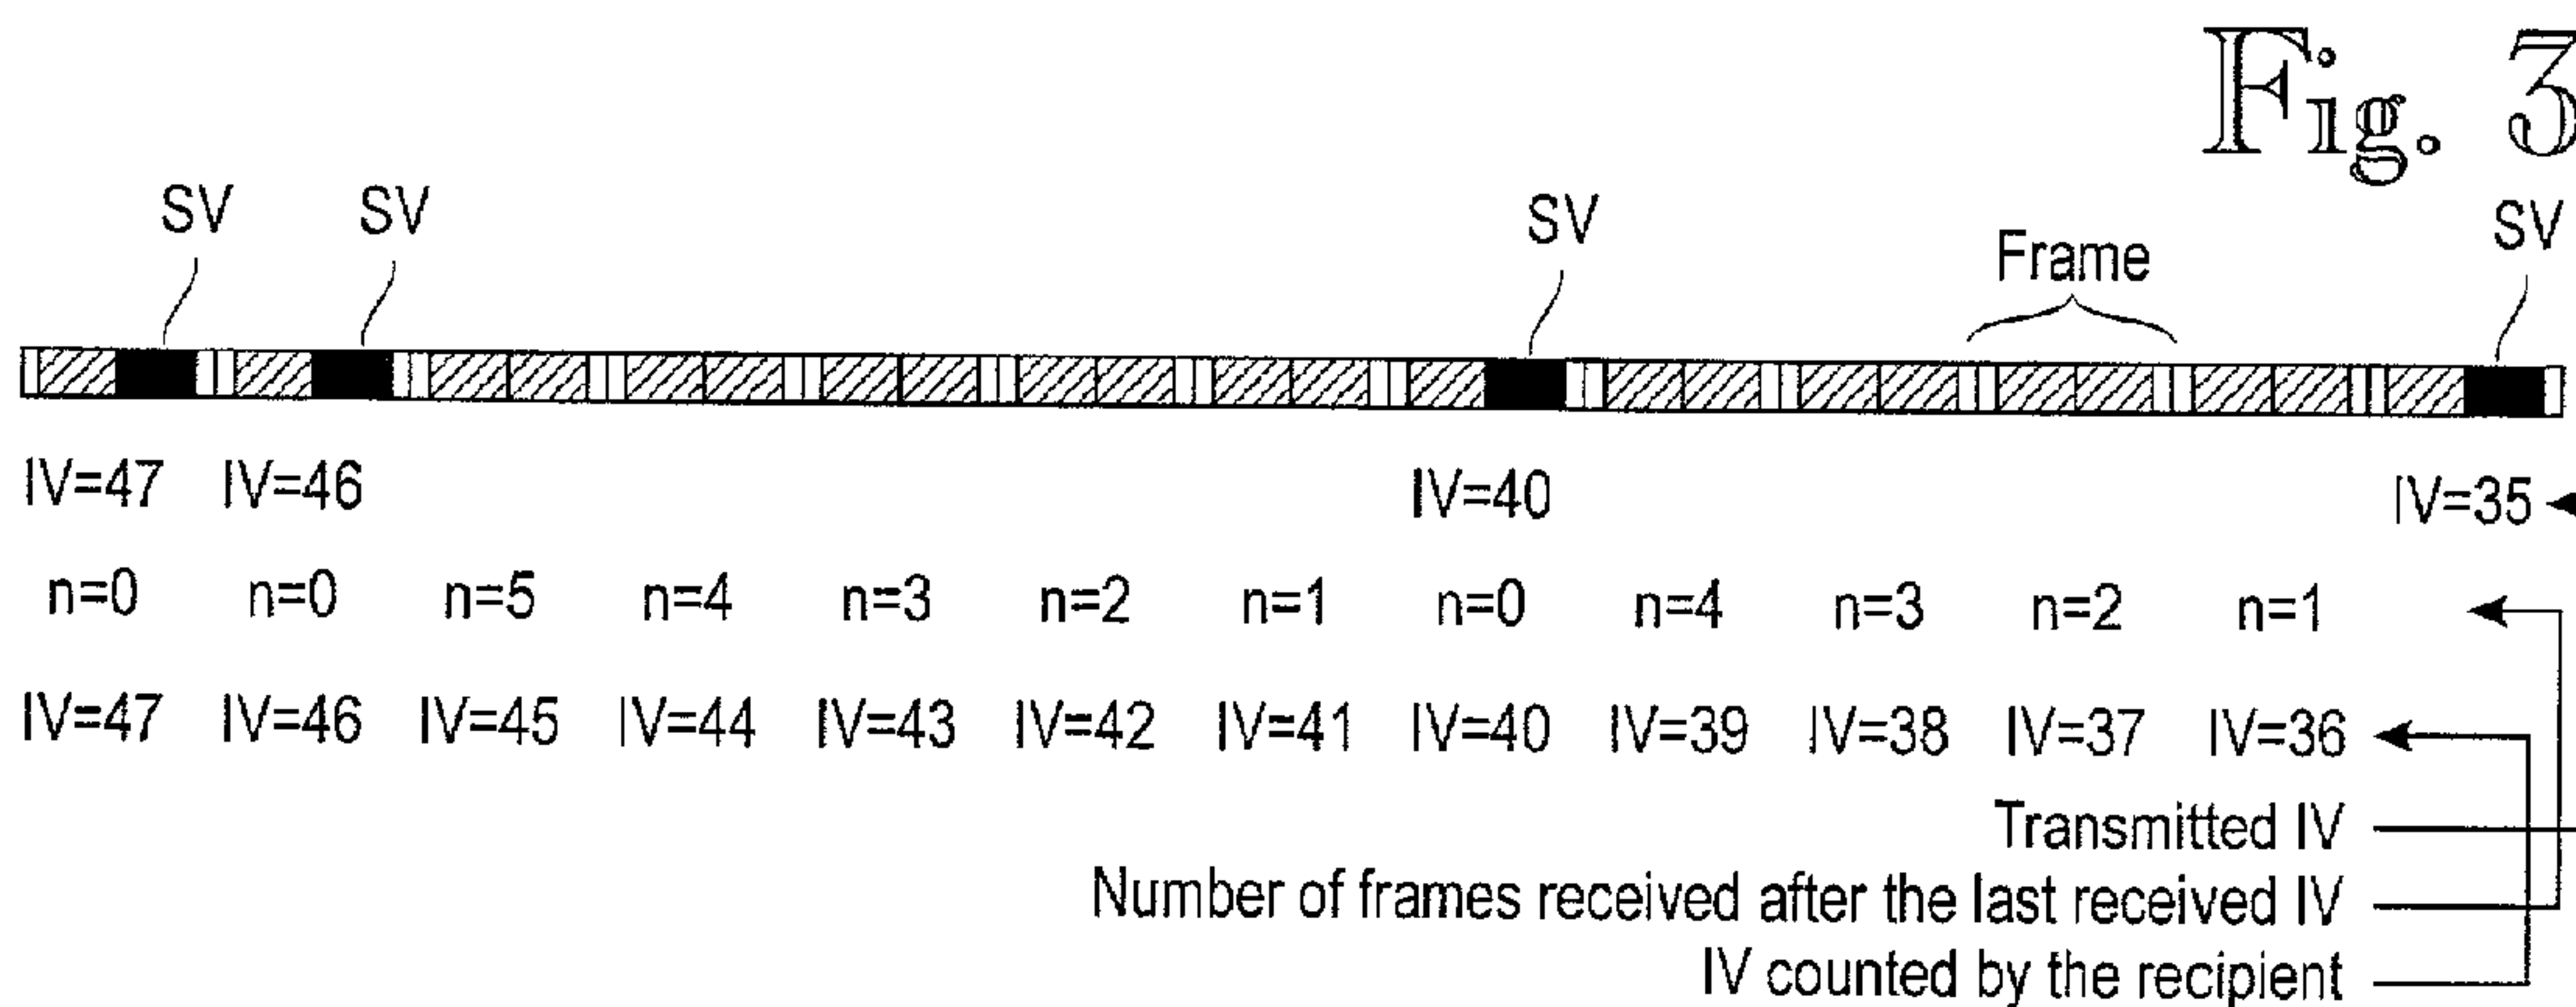 Fig. 3
SV SV SV Frame SV
IV=47 IV=46 IV=40 IV=35
n=0 n=0 n=5 n=4 n=3 n=2 n=1 n=0 n=4 n=3 n=2 n=1
IV=47 IV=46 IV=45 IV=44 IV=43 IV=42 IV=41 IV=40 IV=39 IV=38 IV=37 IV=36
Transmitted IV
Number of frames received after the last received IV
IV counted by the recipient